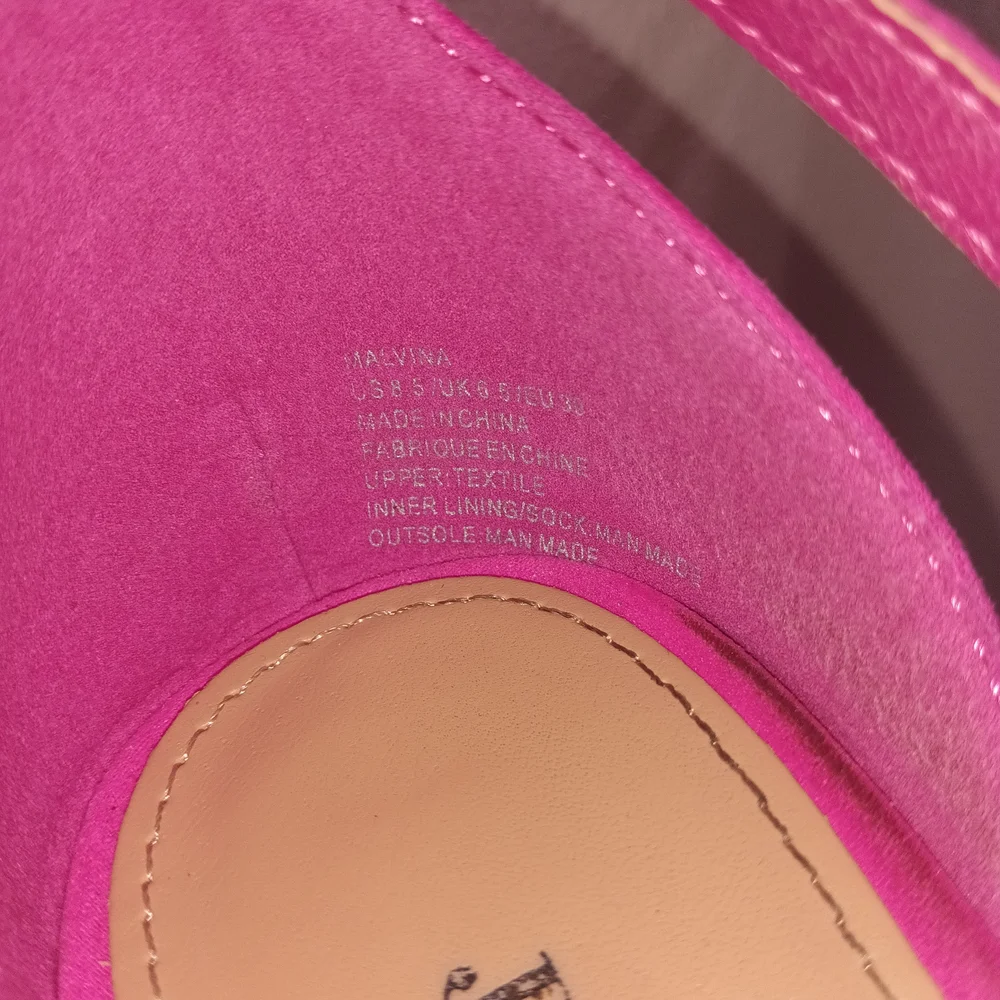 MALVINA
US 8.5/UK 6.5/EU 39
MADE IN CHINA
FABRIQUE EN CHINE
UPPER:TEXTILE
INNER LINING/SOCK:MAN MADE
OUTSOLE:MAN MADE